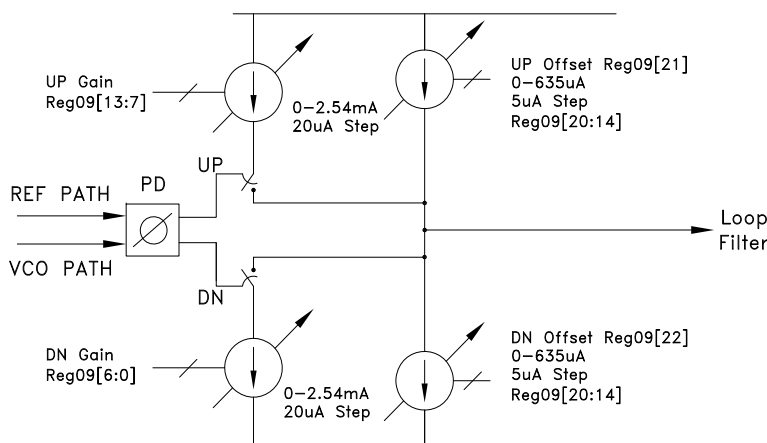 UP Gain
Reg09[13:7]
0-2.54mA
20uA Step
UP Offset Reg09[21]
0-635uA
5uA Step
Reg09[20:14]
UP
REF PATH
PD
VCO PATH
DN
Loop
Filter
DN Gain
Reg09[6:0]
0-2.54mA
20uA Step
DN Offset Reg09[22]
0-635uA
5uA Step
Reg09[20:14]